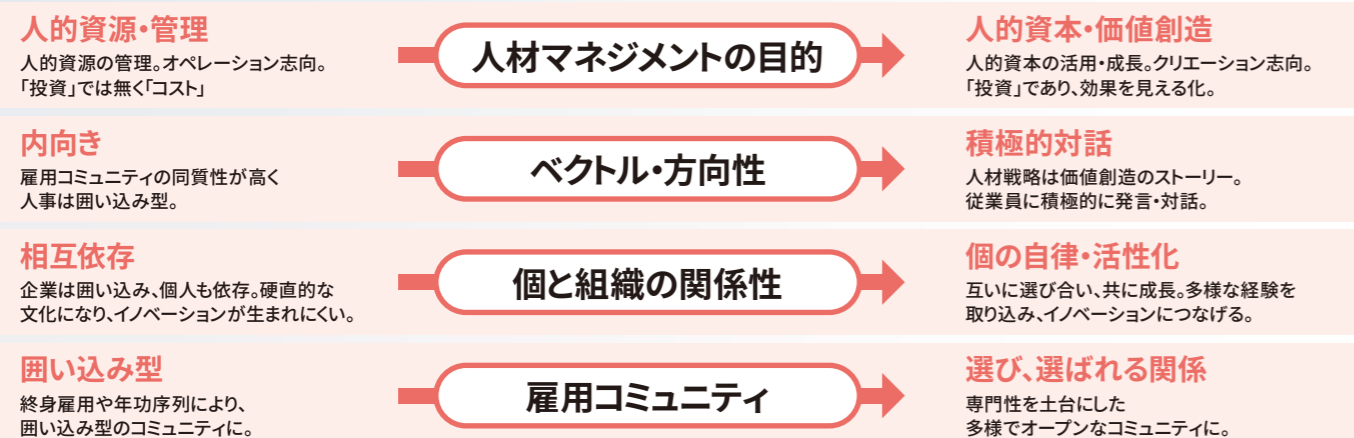 人的資源・管理
人的資源の管理。オペレーション志向。
「投資」では無く「コスト」
人材マネジメントの目的
人的資本・価値創造
人的資本の活用・成長。クリエーション志向。
「投資」であり、効果を見える化。
内向き
雇用コミュニティの同質性が高く
人事は囲い込み型。
ベクトル・方向性
積極的対話
人材戦略は価値創造のストーリー。
従業員に積極的に発言・対話。
相互依存
企業は囲い込み、個人も依存。硬直的な
文化になり、イノベーションが生まれにくい。
個と組織の関係性
個の自律・活性化
互いに選び合い、共に成長。多様な経験を
取り込み、イノベーションにつなげる。
囲い込み型
終身雇用や年功序列により、
囲い込み型のコミュニティに。
雇用コミュニティ
選び、選ばれる関係
専門性を土台にした
多様でオープンなコミュニティに。